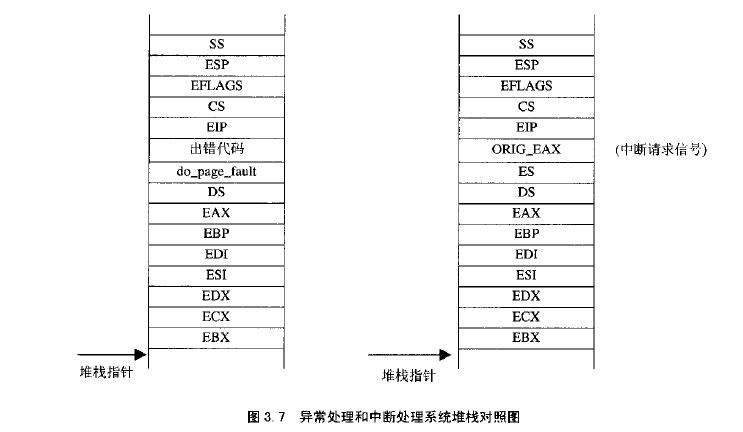 SS
ESP
EFLAGS
CS
EIP
出错代码
do_page_fault
DS
EAX
EBP
EDI
ESI
EDX
ECX
EBX
堆栈指针
SS
ESP
EFLAGS
CS
EIP
ORIG_EAX
(中断请求信号)
ES
DS
EAX
EBP
EDI
ESI
EDX
ECX
EBX
堆栈指针
图 3.7 异常处理和中断处理系统堆栈对照图